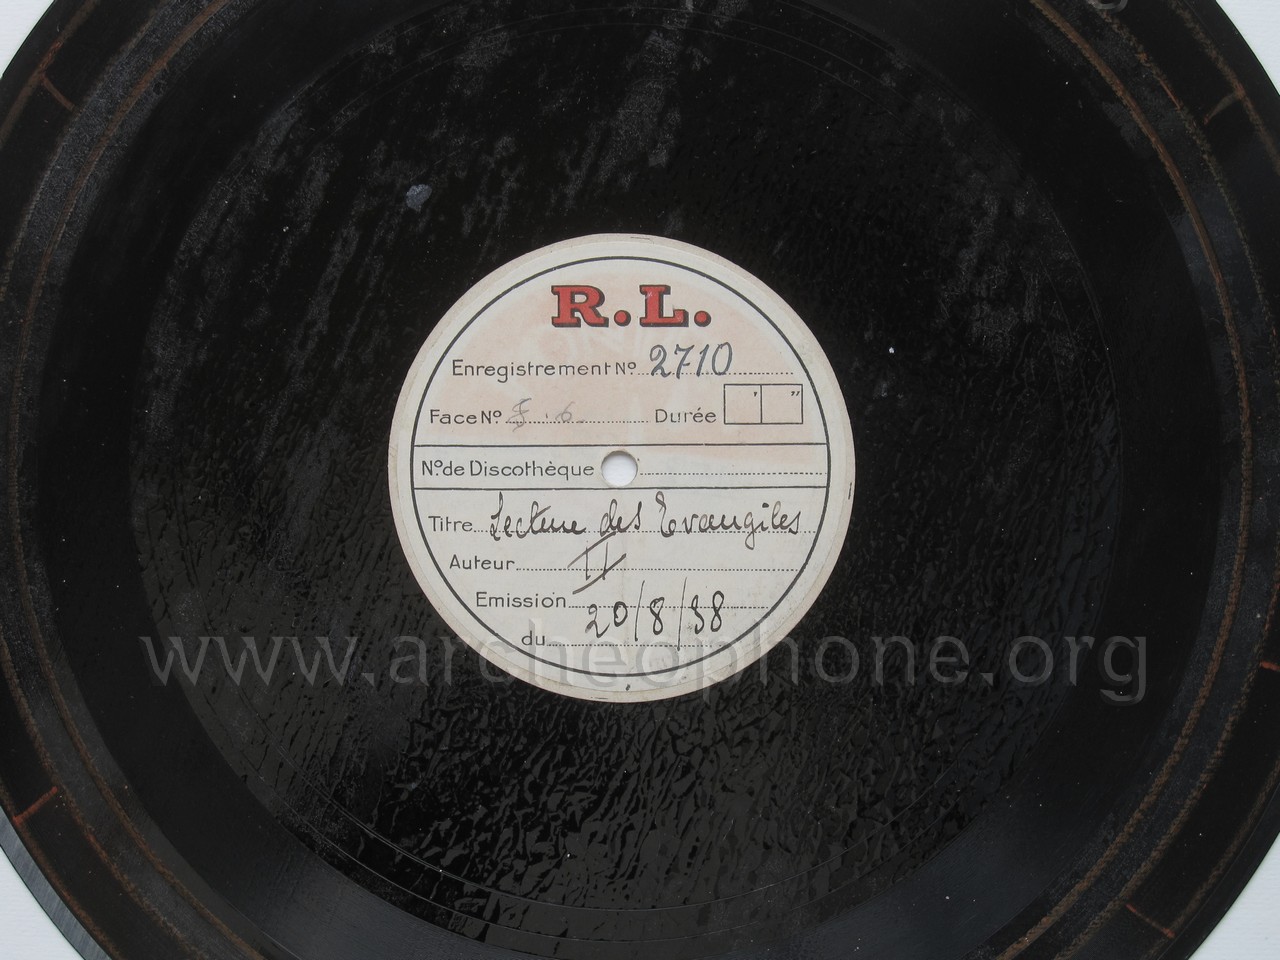 R.L.
Enregistrement No. 2710
Face No. 6 Durée ' "
No. de Discothèque
Titre Lecture des Evangiles
Auteur II
Emission
du 20/8/38
www.archeophone.org